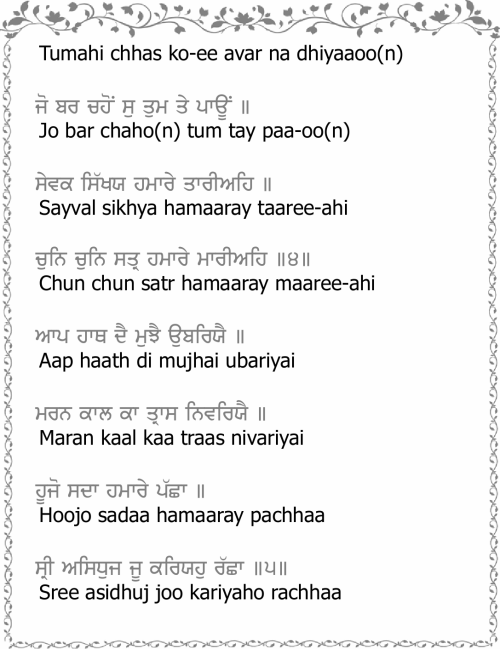 Tumahi chhas ko-ee avar na dhiyaaoo(n)
ਜੋ ਬਰ ਚਹੋਂ ਸੁ ਤੁਮ ਤੇ ਪਾਊਂ ॥
Jo bar chaho(n) tum tay paa-oo(n)
ਸੇਵਕ ਸਿੱਖਯ ਹਮਾਰੇ ਤਾਰੀਅਹਿ ॥
Sayval sikhya hamaaray taaree-ahi
ਚੁਨਿ ਚੁਨਿ ਸਤ੍ਰ ਹਮਾਰੇ ਮਾਰੀਅਹਿ ॥੪॥
Chun chun satr hamaaray maaree-ahi
ਆਪ ਹਾਥ ਦੈ ਮੁਝੈ ਉਬਰਿਯੈ ॥
Aap haath di mujhai ubariyai
ਮਰਨ ਕਾਲ ਕਾ ਤ੍ਰਾਸ ਨਿਵਰਿਯੈ ॥
Maran kaal kaa traas nivariyai
ਹੂਜੋ ਸਦਾ ਹਮਾਰੇ ਪੱਛਾ ॥
Hoojo sadaa hamaaray pachhaa
ਸ੍ਰੀ ਅਸਿਧੁਜ ਜੂ ਕਰਿਯਹੁ ਰੱਛਾ ॥੫॥
Sree asidhuj joo kariyaho rachhaa